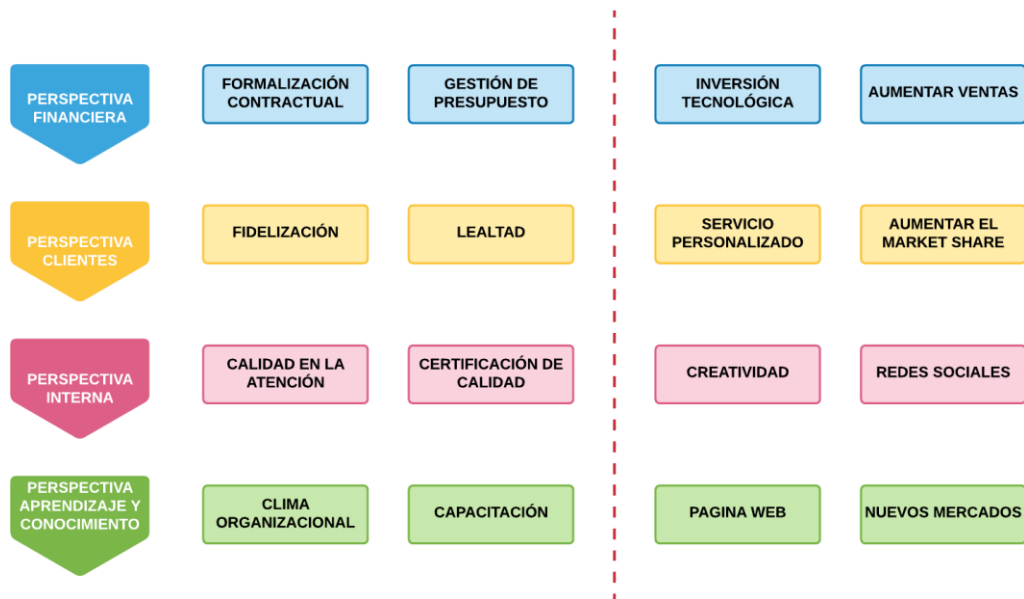 PERSPECTIVA
FINANCIERA
FORMALIZACIÓN
CONTRACTUAL
GESTIÓN DE
PRESUPUESTO
INVERSIÓN
TECNOLÓGICA
AUMENTAR VENTAS
PERSPECTIVA
CLIENTES
FIDELIZACIÓN
LEALTAD
SERVICIO
PERSONALIZADO
AUMENTAR EL
MARKET SHARE
PERSPECTIVA
INTERNA
CALIDAD EN LA
ATENCIÓN
CERTIFICACIÓN DE
CALIDAD
CREATIVIDAD
REDES SOCIALES
PERSPECTIVA
APRENDIZAJE Y
CONOCIMIENTO
CLIMA
ORGANIZACIONAL
CAPACITACIÓN
PAGINA WEB
NUEVOS MERCADOS